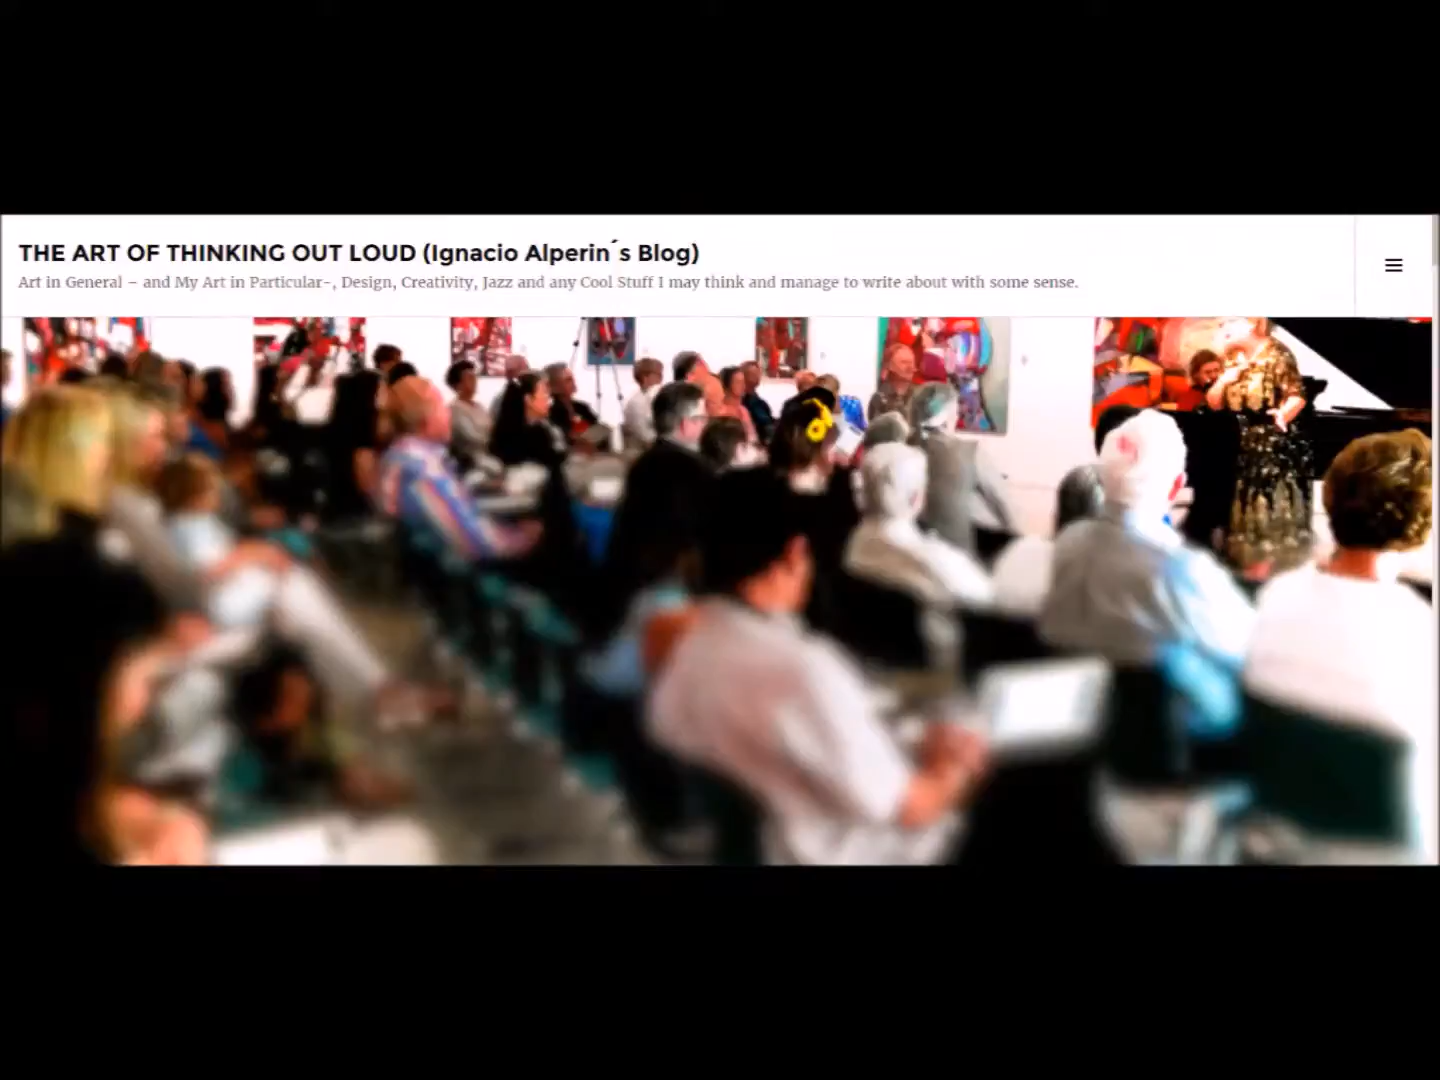 THE ART OF THINKING OUT LOUD (Ignacio Alperin´s Blog)
Art in General – and My Art in Particular-, Design, Creativity, Jazz and any Cool Stuff I may think and manage to write about with some sense.